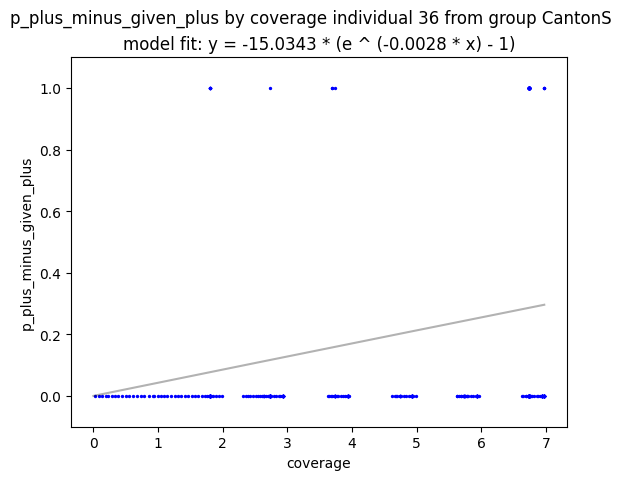 p_plus_minus_given_plus by coverage individual 36 from group CantonS
model fit: y = -15.0343 * (e ^ (-0.0028 * x) - 1)
1.0
0.8
0.6
0.4
0.2
0.0
p_plus_minus_given_plus
0 1 2 3 4 5 6 7
coverage